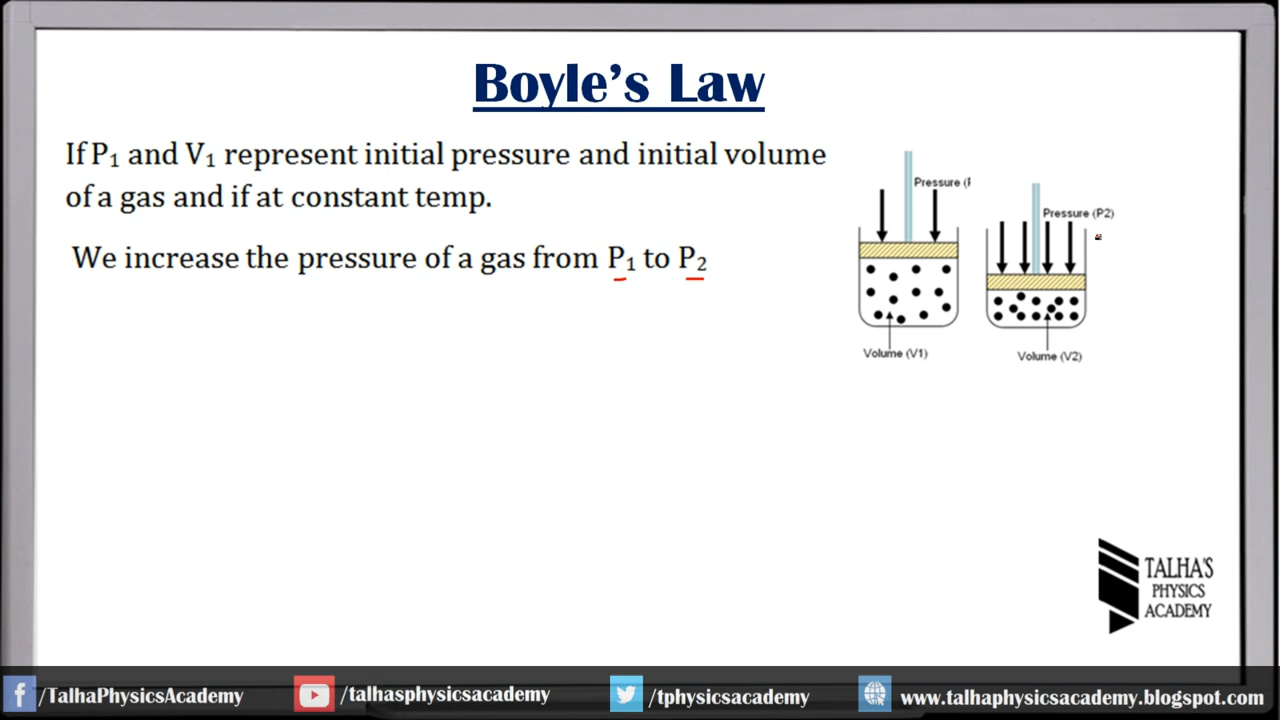 Boyle's Law
If P₁ and V₁ represent initial pressure and initial volume
of a gas and if at constant temp.
We increase the pressure of a gas from P₁ to P₂
Pressure (
Pressure (P2)
Volume (V1)
Volume (V2)
TALHA'S
PHYSICS
ACADEMY
/TalhaPhysicsAcademy
/talhasphysicsacademy
/tphysicsacademy
www.talhaphysicsacademy.blogspot.com